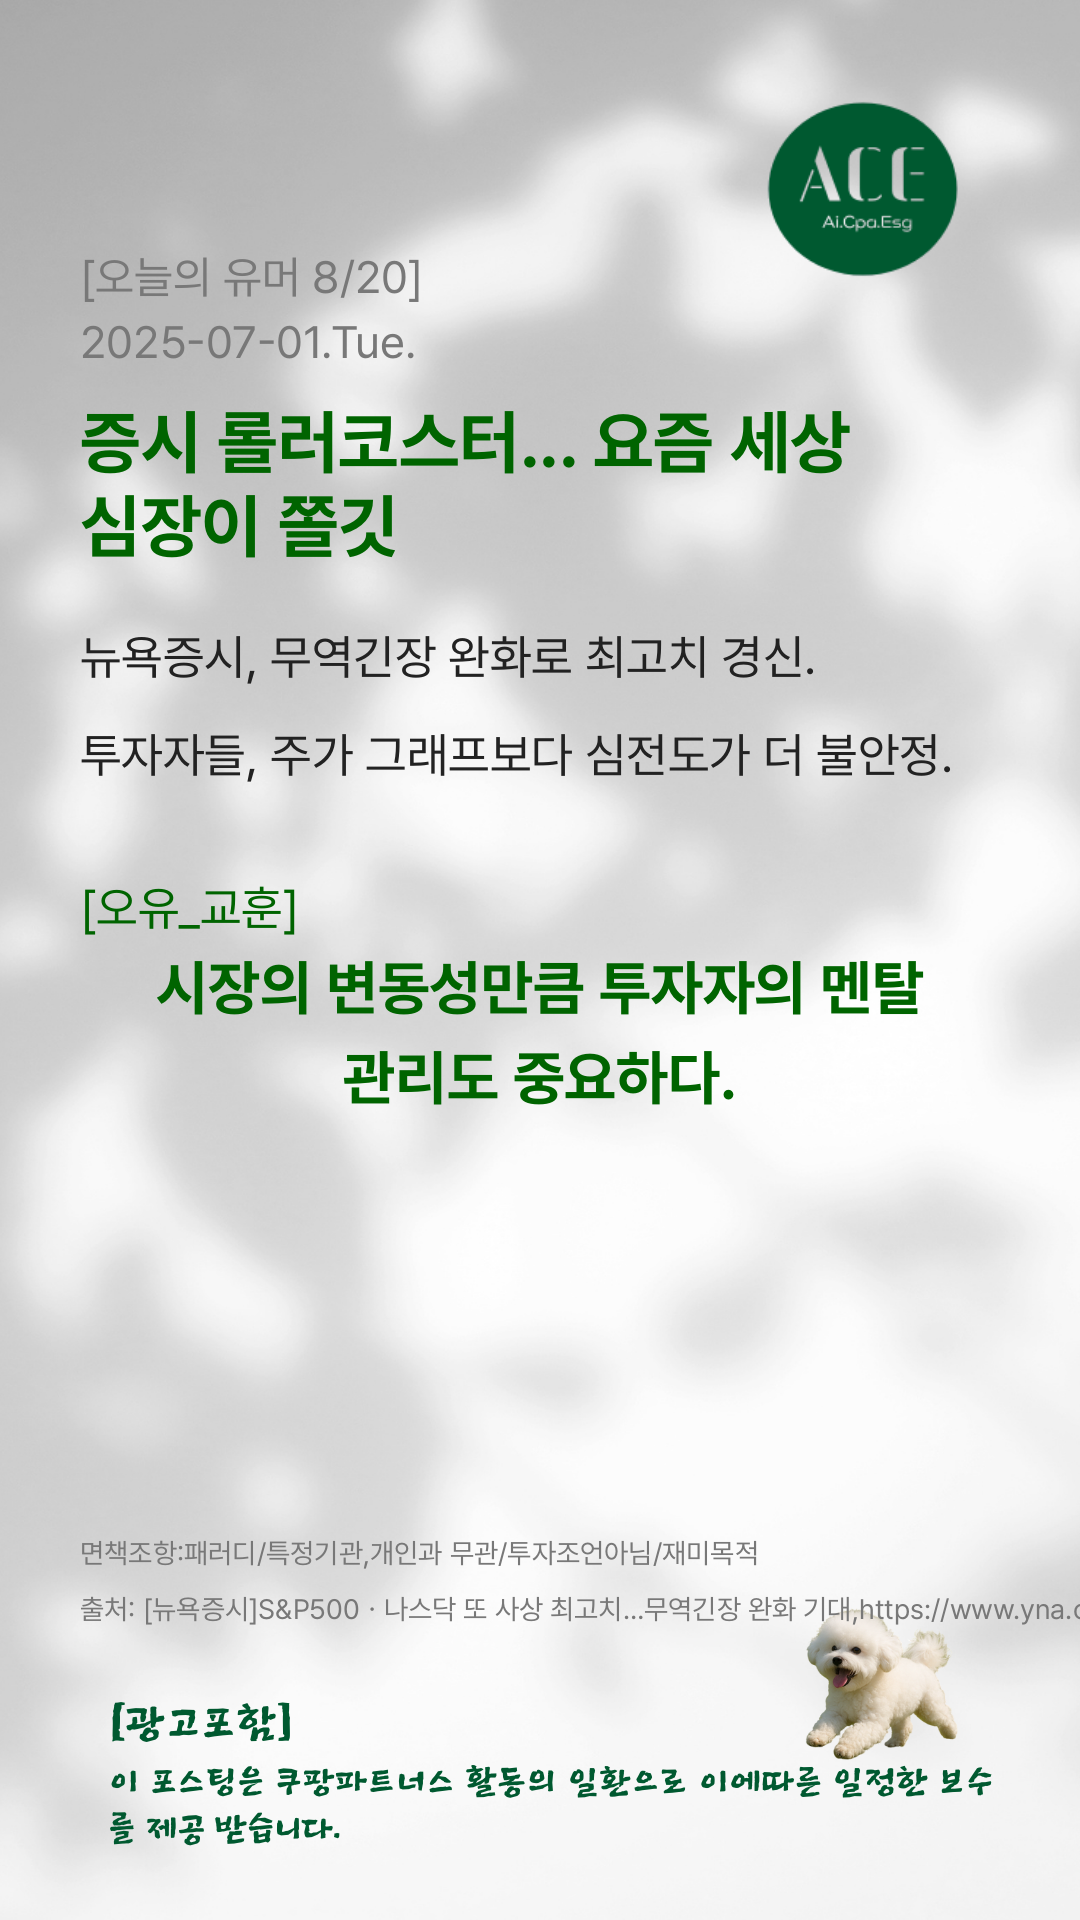 ACE
Ai.Cpa.Esg
[오늘의 유머 8/20]
2025-07-01.Tue.
증시 롤러코스터... 요즘 세상
심장이 쫄깃
뉴욕증시, 무역긴장 완화로 최고치 경신.
투자자들, 주가 그래프보다 심전도가 더 불안정.
[오유_교훈]
시장의 변동성만큼 투자자의 멘탈
관리도 중요하다.
면책조항:패러디/특정기관,개인과 무관/투자조언아님/재미목적
출처: [뉴욕증시]S&P500 · 나스닥 또 사상 최고치...무역긴장 완화 기대,https://www.yna.c
[광고포함]
이 포스팅은 쿠팡파트너스 활동의 일환으로 이에따른 일정한 보수
를 제공 받습니다.